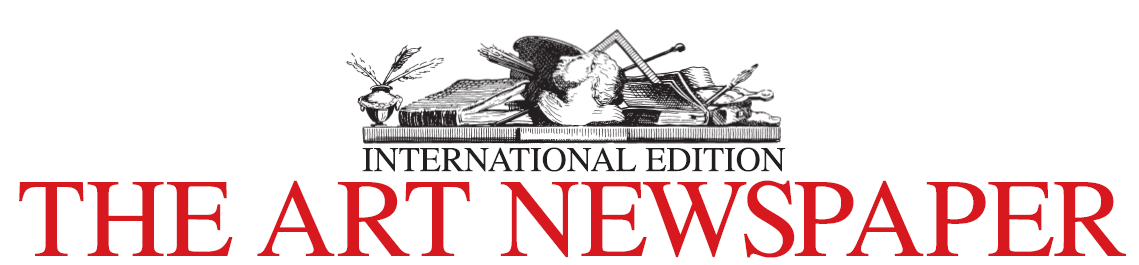 INTERNATIONAL EDITION
THE ART NEWSPAPER